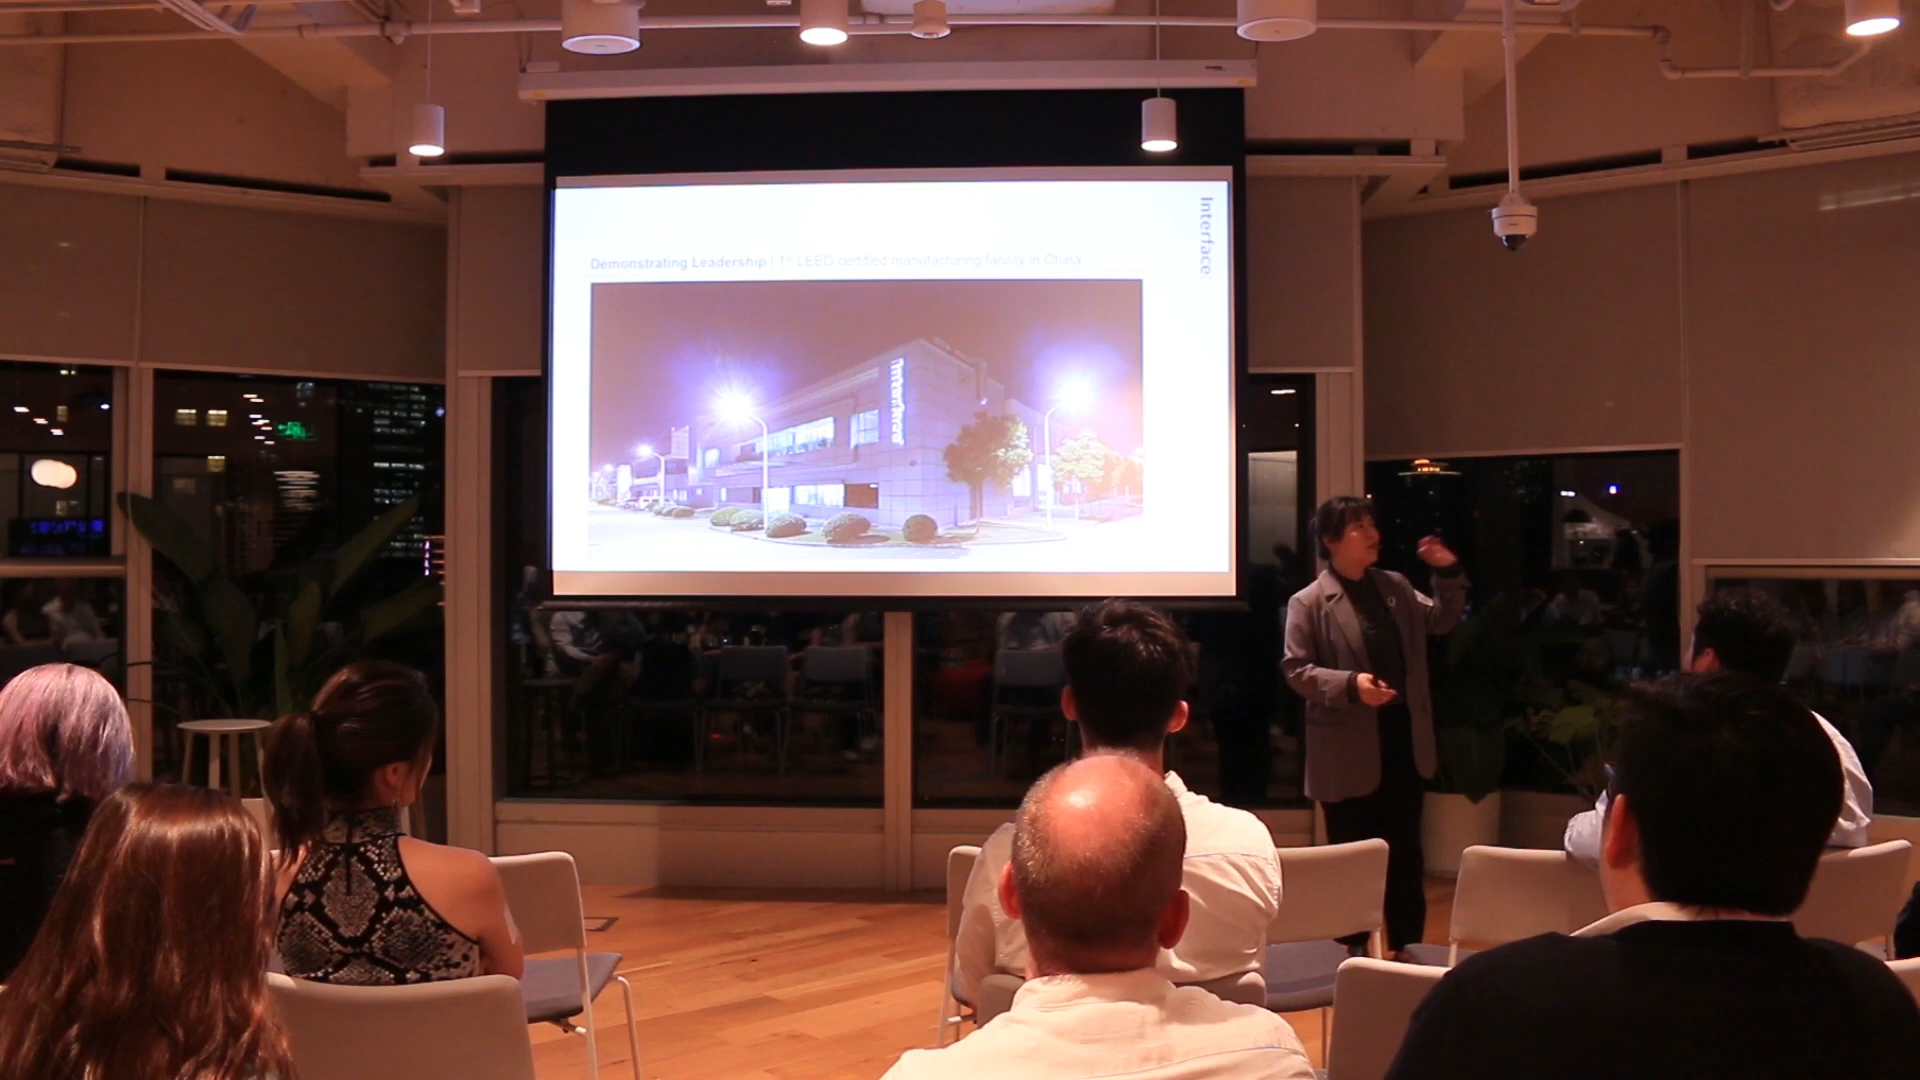 Interface
Demonstrating Leadership | 1st LEED certified manufacturing facility in China
Interface